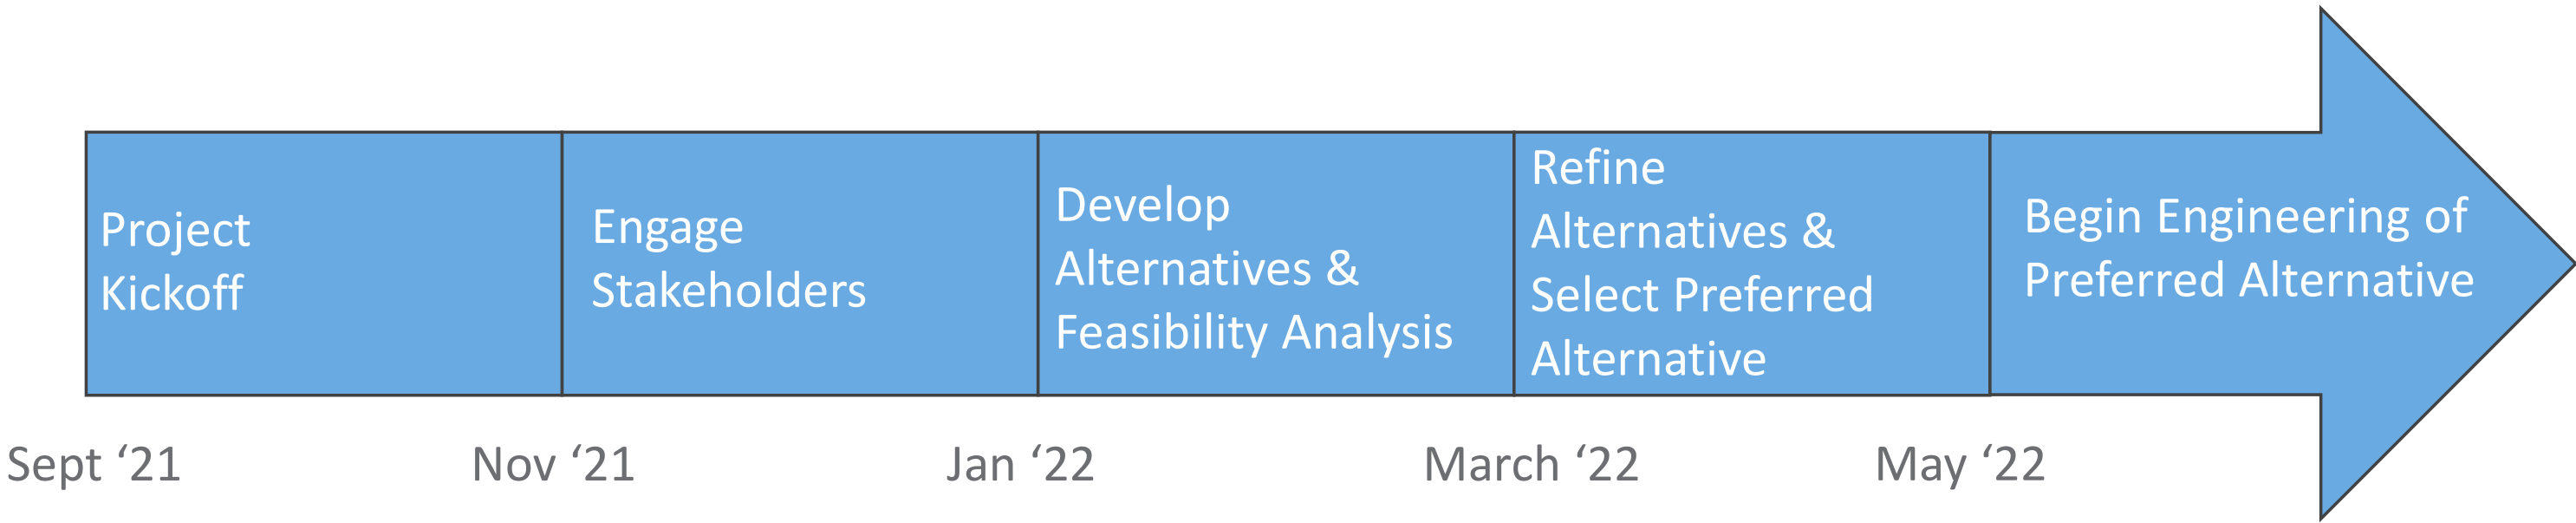 Project
Kickoff
Engage
Stakeholders
Develop
Alternatives &
Feasibility Analysis
Refine
Alternatives &
Select Preferred
Alternative
Begin Engineering of
Preferred Alternative
Sept ‘21
Nov ‘21
Jan ‘22
March ‘22
May ‘22